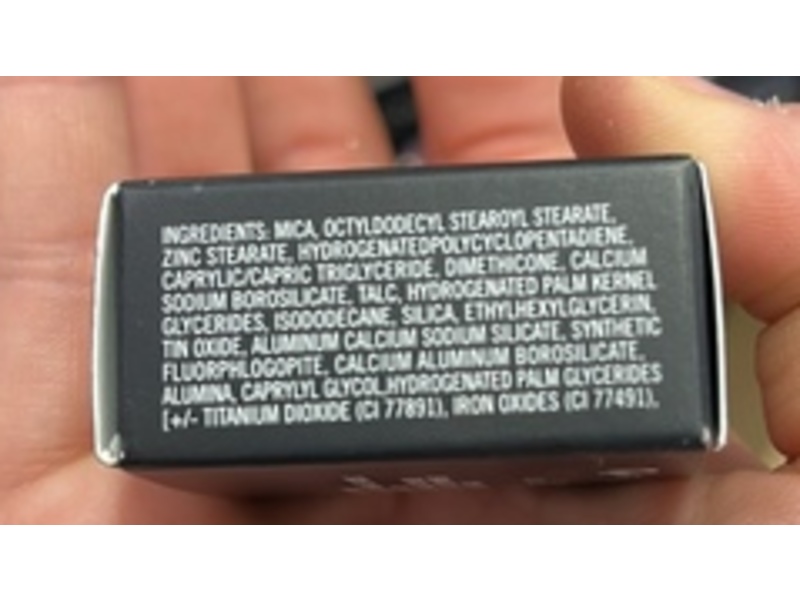 INGREDIENTS: MICA, OCTYLDODECYL STEAROYL STEARATE,
ZINC STEARATE, HYDROGENATEDPOLYCYCLOPENTADIENE,
CAPRYLIC/CAPRIC TRIGLYCERIDE, DIMETHICONE, CALCIUM
SODIUM BOROSILICATE, TALC, HYDROGENATED PALM KERNEL
GLYCERIDES, ISODODECANE, SILICA, ETHYLHEXYLGLYCERIN,
TIN OXIDE, ALUMINUM CALCIUM SODIUM SILICATE, SYNTHETIC
FLUORPHLOGOPITE, CALCIUM ALUMINUM BOROSILICATE,
ALUMINA, CAPRYLYL GLYCOL,HYDROGENATED PALM GLYCERIDES
[+/- TITANIUM DIOXIDE (CI 77891), IRON OXIDES (CI 77491),